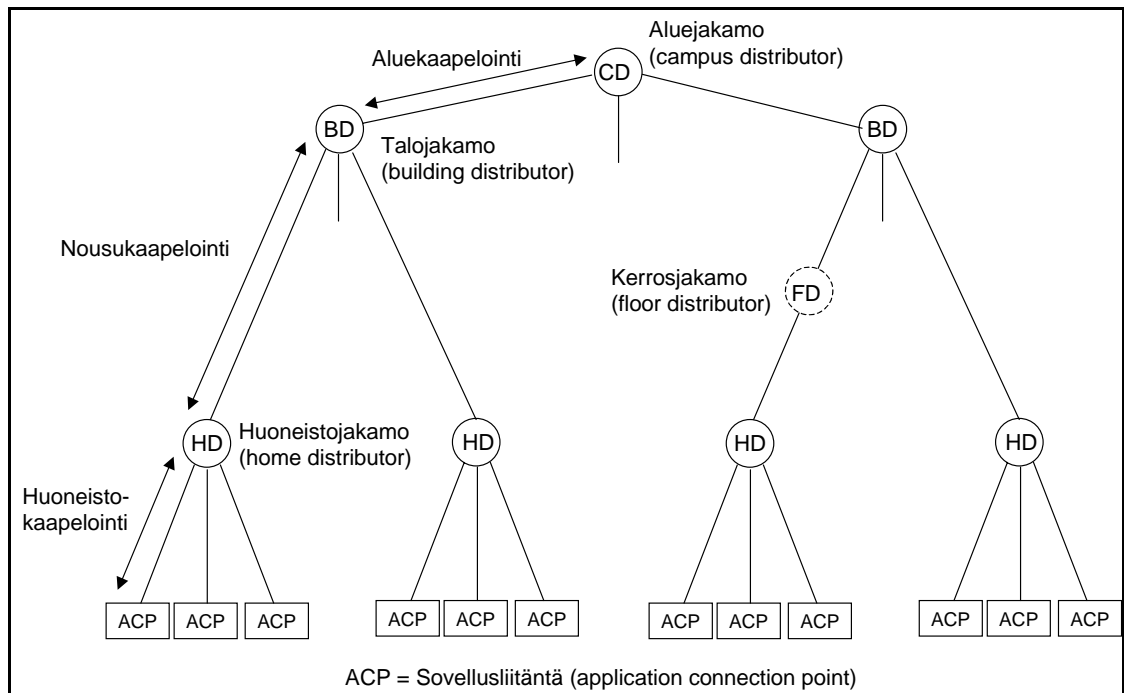 Aluejakamo
(campus distributor)
Aluekaapelointi
CD
BD
BD
Talojakamo
(building distributor)
Nousukaapelointi
Kerrosjakamo
(floor distributor)
FD
Huoneistojakamo
(home distributor)
HD
HD
HD
HD
Huoneisto-
kaapelointi
ACP
ACP
ACP
ACP
ACP
ACP
ACP
ACP
ACP
ACP
ACP
ACP
ACP = Sovellusliitäntä (application connection point)